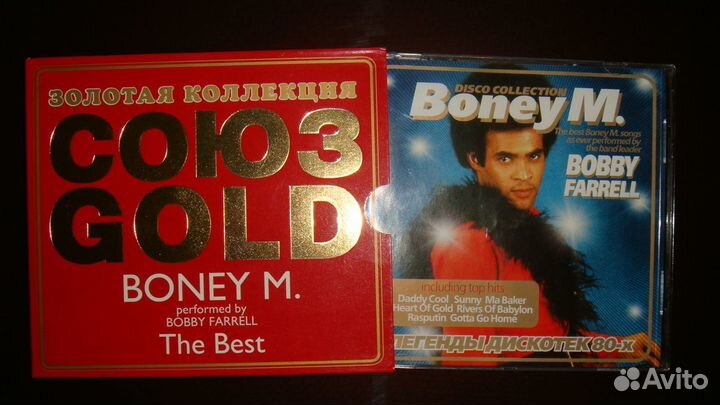 ЗОЛОТАЯ КОЛЛЕКЦИЯ
СОЮЗ
GOLD
BONEY M.
performed by
BOBBY FARRELL
The Best
DISCO COLLECTION
Boney M.
The best Boney M. songs
as ever performed by
the band leader
BOBBY
FARRELL
including top hits
Daddy Cool Sunny Ma Baker
Heart Of Gold Rivers Of Babylon
Rasputin Gotta Go Home
ЛЕГЕНДЫ ДИСКОТЕК 80-х
Avito